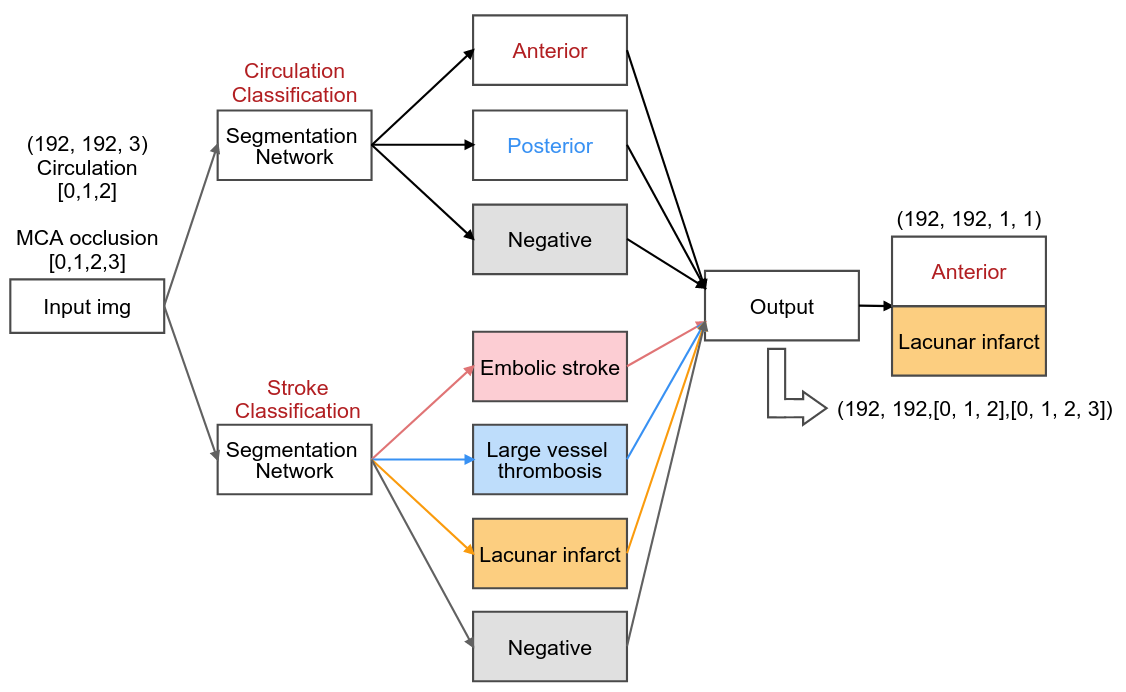 (192, 192, 3)
Circulation
[0,1,2]
MCA occlusion
[0,1,2,3]
Input img
Circulation
Classification
Segmentation
Network
Stroke
Classification
Segmentation
Network
Anterior
Posterior
Negative
Embolic stroke
Large vessel
thrombosis
Lacunar infarct
Negative
Output
(192, 192, 1, 1)
Anterior
Lacunar infarct
(192, 192,[0, 1, 2],[0, 1, 2, 3])